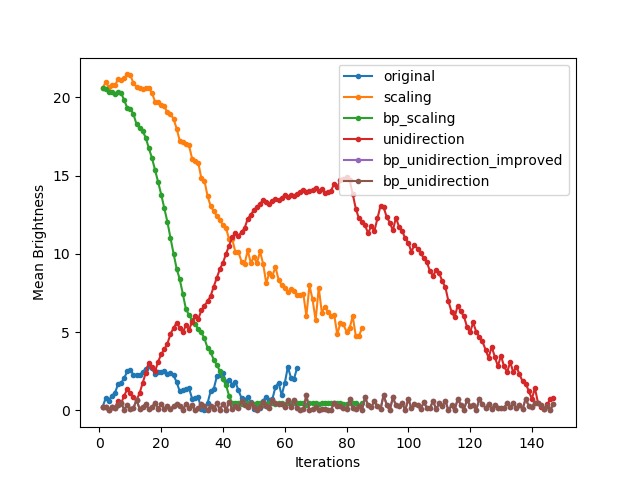 original
scaling
bp_scaling
unidirection
bp_unidirection_improved
bp_unidirection
Mean Brightness
20
15
10
5
0
0 20 40 60 80 100 120 140
Iterations